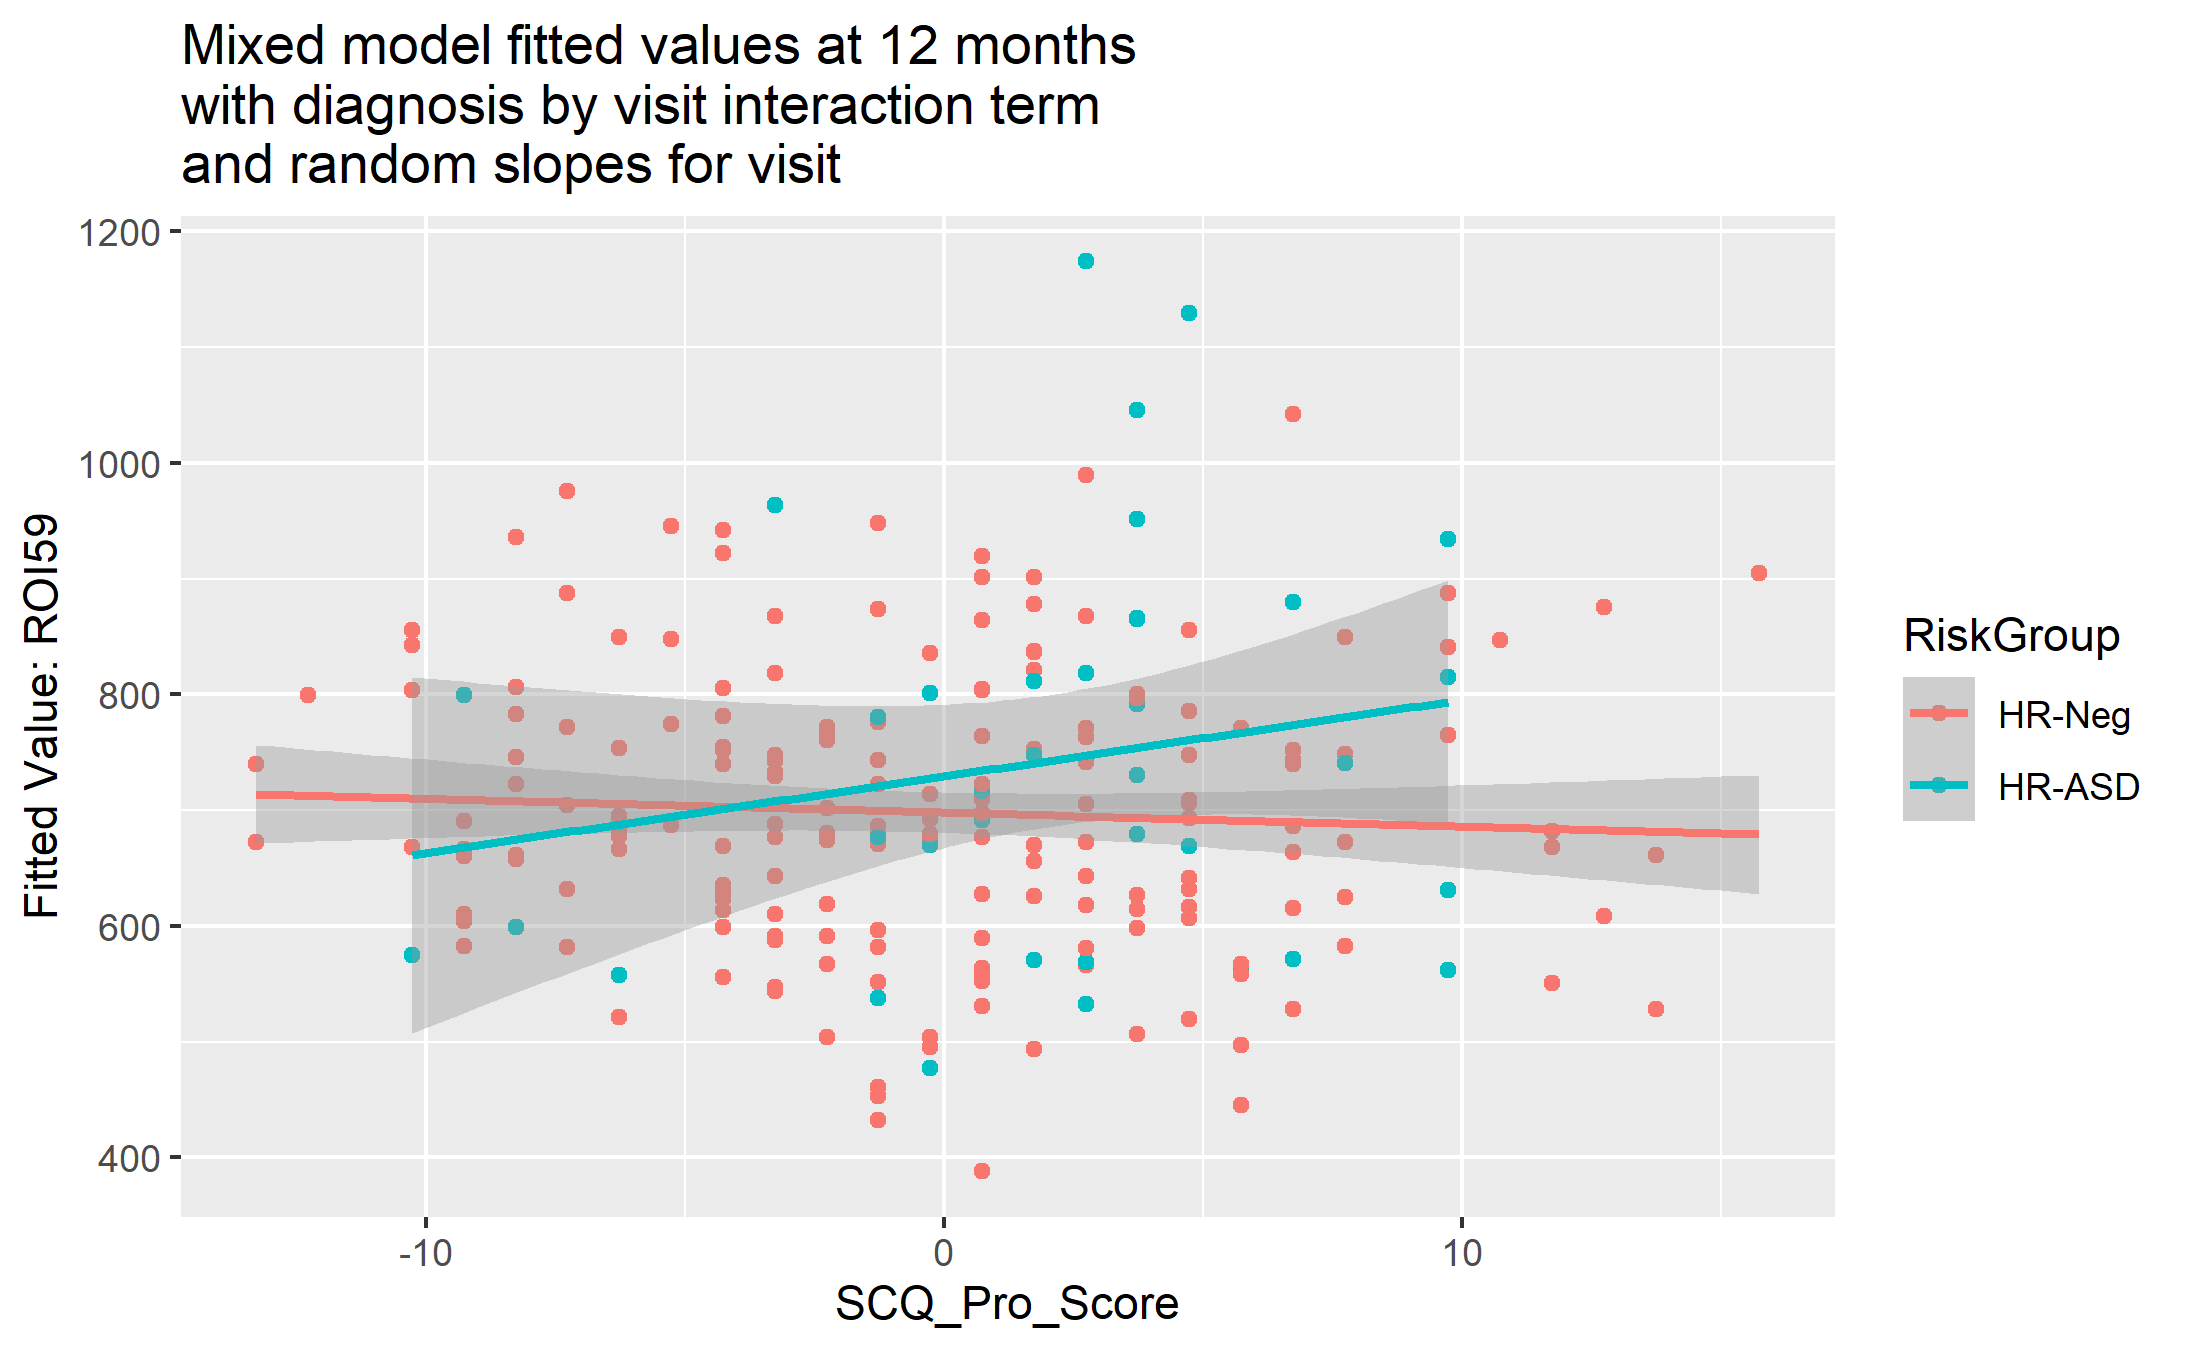 Mixed model fitted values at 12 months
with diagnosis by visit interaction term
and random slopes for visit
1200
1000
800
600
400
Fitted Value: ROI59
-10
0
10
SCQ_Pro_Score
RiskGroup
HR-Neg
HR-ASD